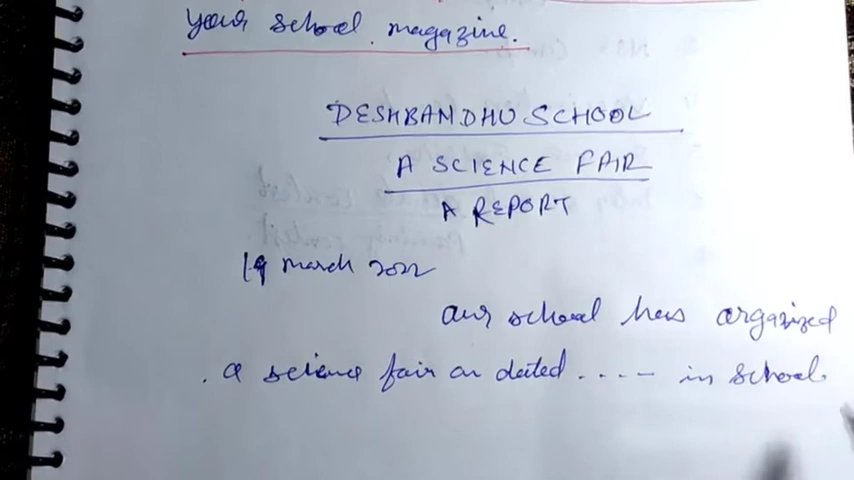 your school magazine.
DESHBANDHU SCHOOL
A SCIENCE FAIR
A REPORT
19 march 2022
our school has orgazized
a science fair on dated ..... in school.